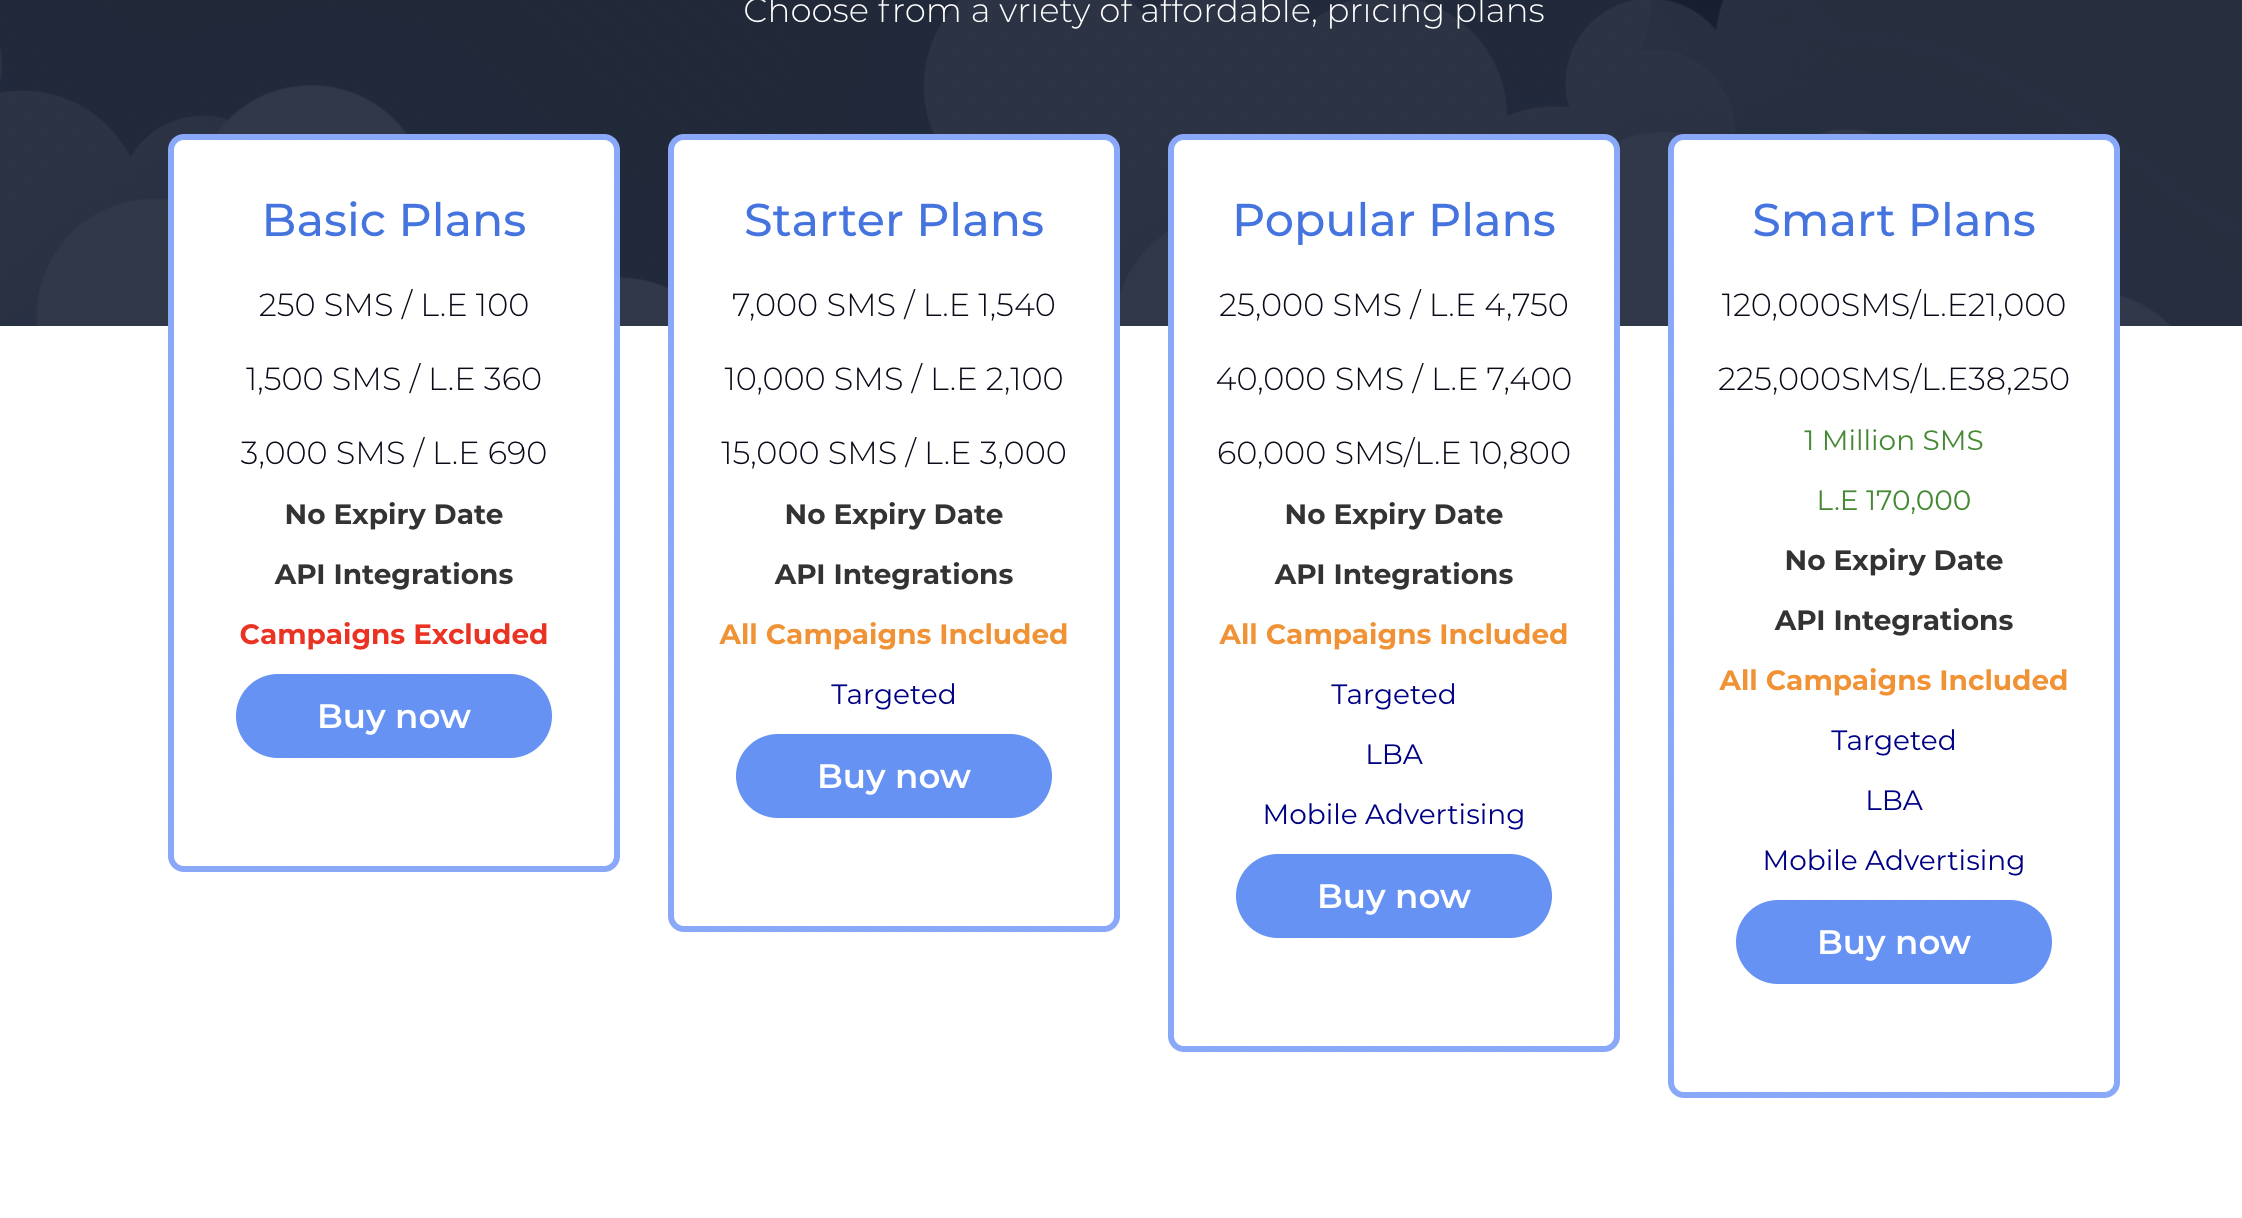 Choose from a vriety of affordable, pricing plans
Basic Plans
250 SMS / L.E 100
1,500 SMS / L.E 360
3,000 SMS / L.E 690
No Expiry Date
API Integrations
Campaigns Excluded
Buy now
Starter Plans
7,000 SMS / L.E 1,540
10,000 SMS / L.E 2,100
15,000 SMS / L.E 3,000
No Expiry Date
API Integrations
All Campaigns Included
Targeted
Buy now
Popular Plans
25,000 SMS / L.E 4,750
40,000 SMS / L.E 7,400
60,000 SMS/L.E 10,800
No Expiry Date
API Integrations
All Campaigns Included
Targeted
LBA
Mobile Advertising
Buy now
Smart Plans
120,000SMS/L.E21,000
225,000SMS/L.E38,250
1 Million SMS
L.E 170,000
No Expiry Date
API Integrations
All Campaigns Included
Targeted
LBA
Mobile Advertising
Buy now